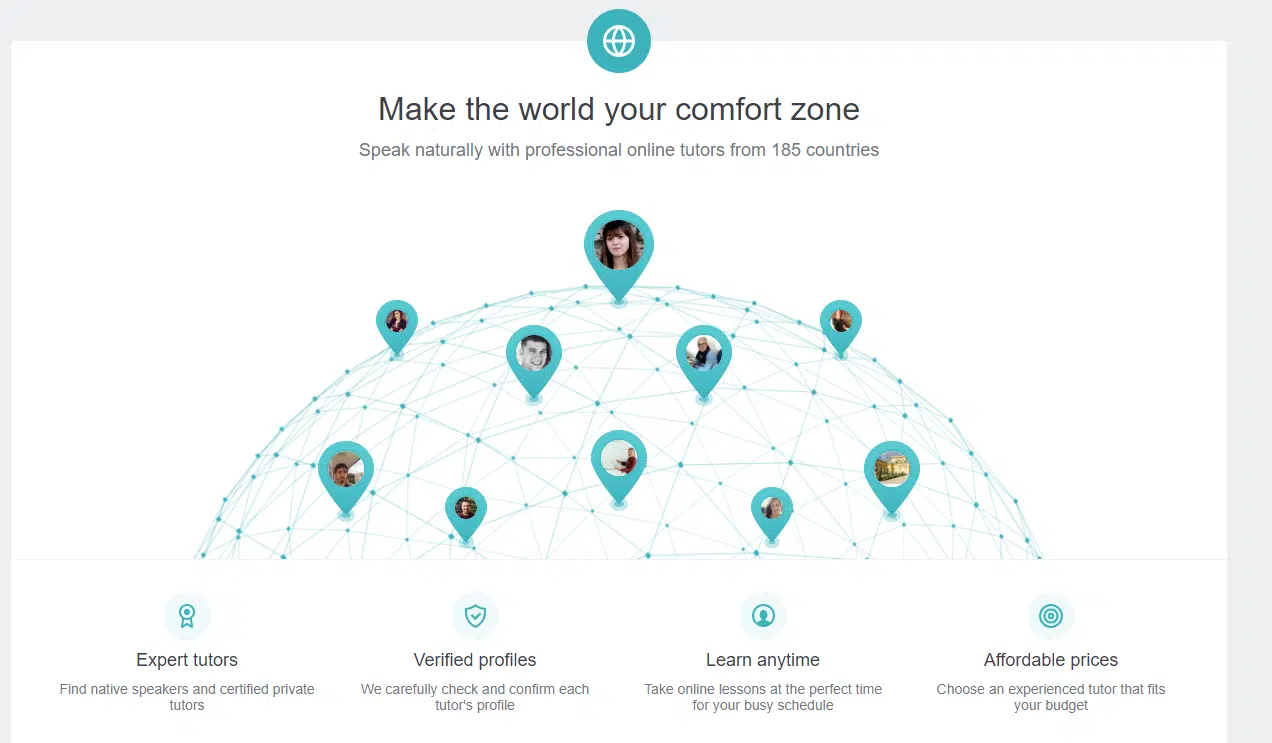 Make the world your comfort zone
Speak naturally with professional online tutors from 185 countries
Expert tutors
Find native speakers and certified private
tutors
Verified profiles
We carefully check and confirm each
tutor's profile
Learn anytime
Take online lessons at the perfect time
for your busy schedule
Affordable prices
Choose an experienced tutor that fits
your budget